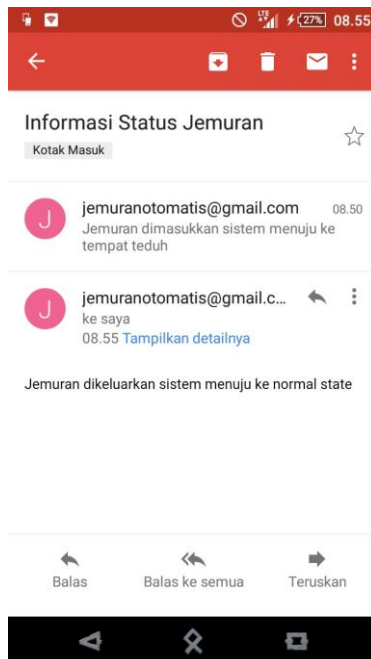 LTE 27% 08.55
Informasi Status Jemuran
Kotak Masuk
J
jemuranotomatis@gmail.com 08.50
Jemuran dimasukkan sistem menuju ke
tempat teduh
J
jemuranotomatis@gmail.c...
ke saya
08.55 Tampilkan detailnya
Jemuran dikeluarkan sistem menuju ke normal state
Balas Balas ke semua Teruskan